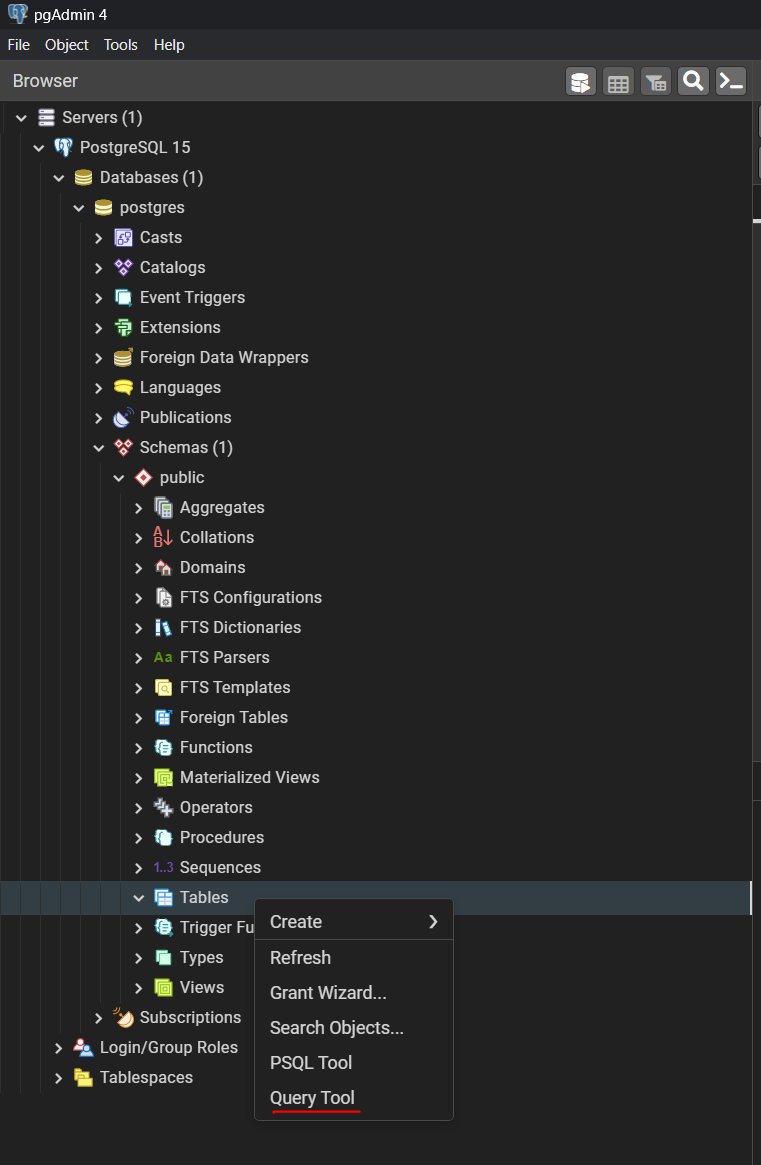 pgAdmin 4
File Object Tools Help
Browser
Servers (1)
PostgreSQL 15
Databases (1)
postgres
Casts
Catalogs
Event Triggers
Extensions
Foreign Data Wrappers
Languages
Publications
Schemas (1)
public
Aggregates
Collations
Domains
FTS Configurations
FTS Dictionaries
Aa FTS Parsers
FTS Templates
Foreign Tables
Functions
Materialized Views
Operators
Procedures
1..3 Sequences
Tables
Trigger Fu
Types
Views
Subscriptions
Login/Group Roles
Tablespaces
Create
Refresh
Grant Wizard...
Search Objects...
PSQL Tool
Query Tool